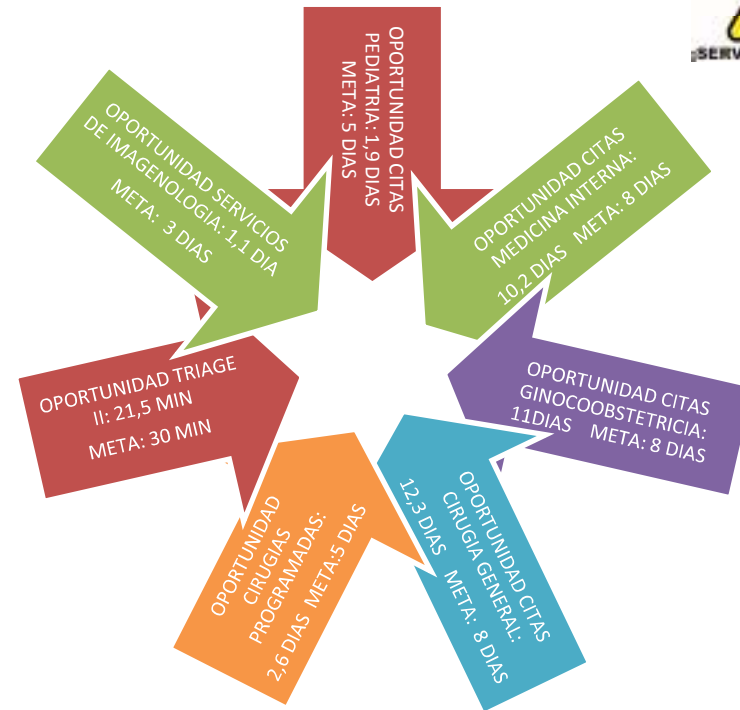 OPORTUNIDAD CITAS
PEDIATRIA: 1,9 DIAS
META: 5 DIAS
OPORTUNIDAD CITAS
MEDICINA INTERNA:
10,2 DIAS META: 8 DIAS
OPORTUNIDAD CITAS
GINOCOOBSTETRICIA:
11DIAS META: 8 DIAS
OPORTUNIDAD CITAS
CIRUGIA GENERAL:
12,3 DIAS META: 8 DIAS
OPORTUNIDAD
CIRUGIAS
PROGRAMADAS:
2,6 DIAS META:5 DIAS
OPORTUNIDAD TRIAGE
II: 21,5 MIN
META: 30 MIN
OPORTUNIDAD SERVICIOS
DE IMAGENOLOGIA: 1,1 DIA
META: 3 DIAS